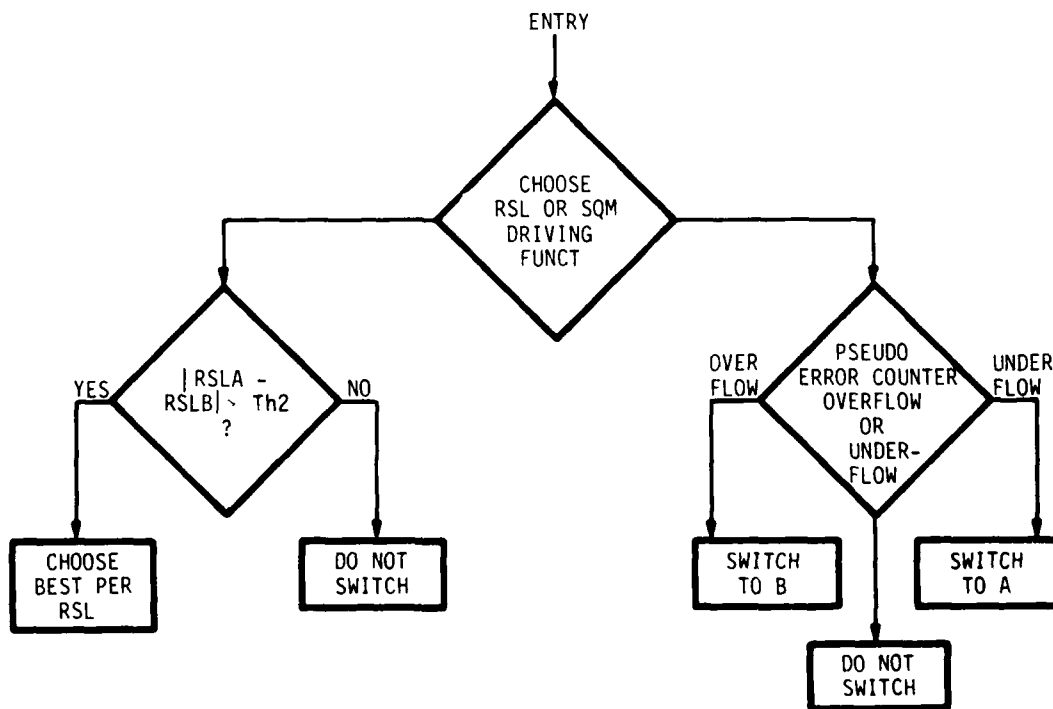 ENTRY
CHOOSE
RSL OR SQM
DRIVING
FUNCT
YES
|RSLA -
RSLB| > Th2
?
NO
CHOOSE
BEST PER
RSL
DO NOT
SWITCH
OVER
FLOW
PSEUDO
ERROR COUNTER
OVERFLOW
OR
UNDER-
FLOW
UNDER
FLOW
SWITCH
TO B
DO NOT
SWITCH
SWITCH
TO A